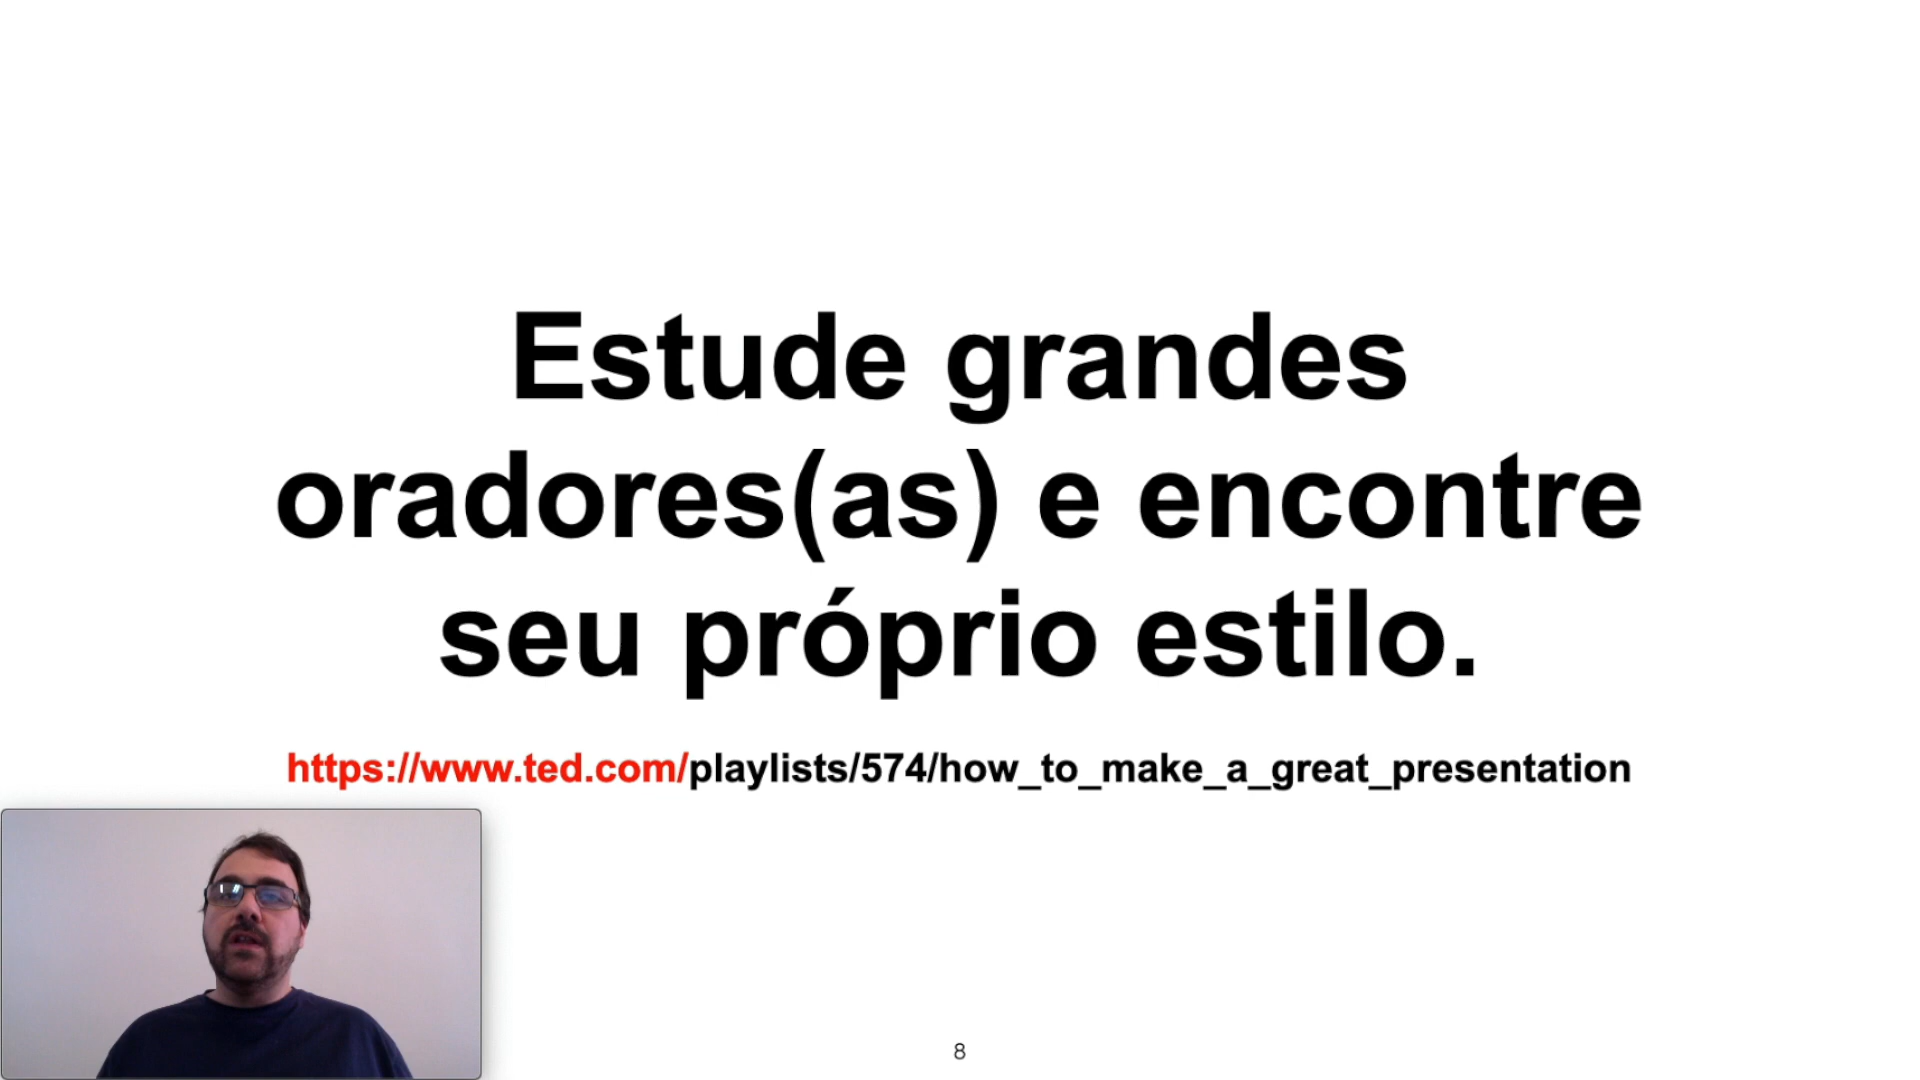 Estude grandes
oradores(as) e encontre
seu próprio estilo.
https://www.ted.com/playlists/574/how_to_make_a_great_presentation
8